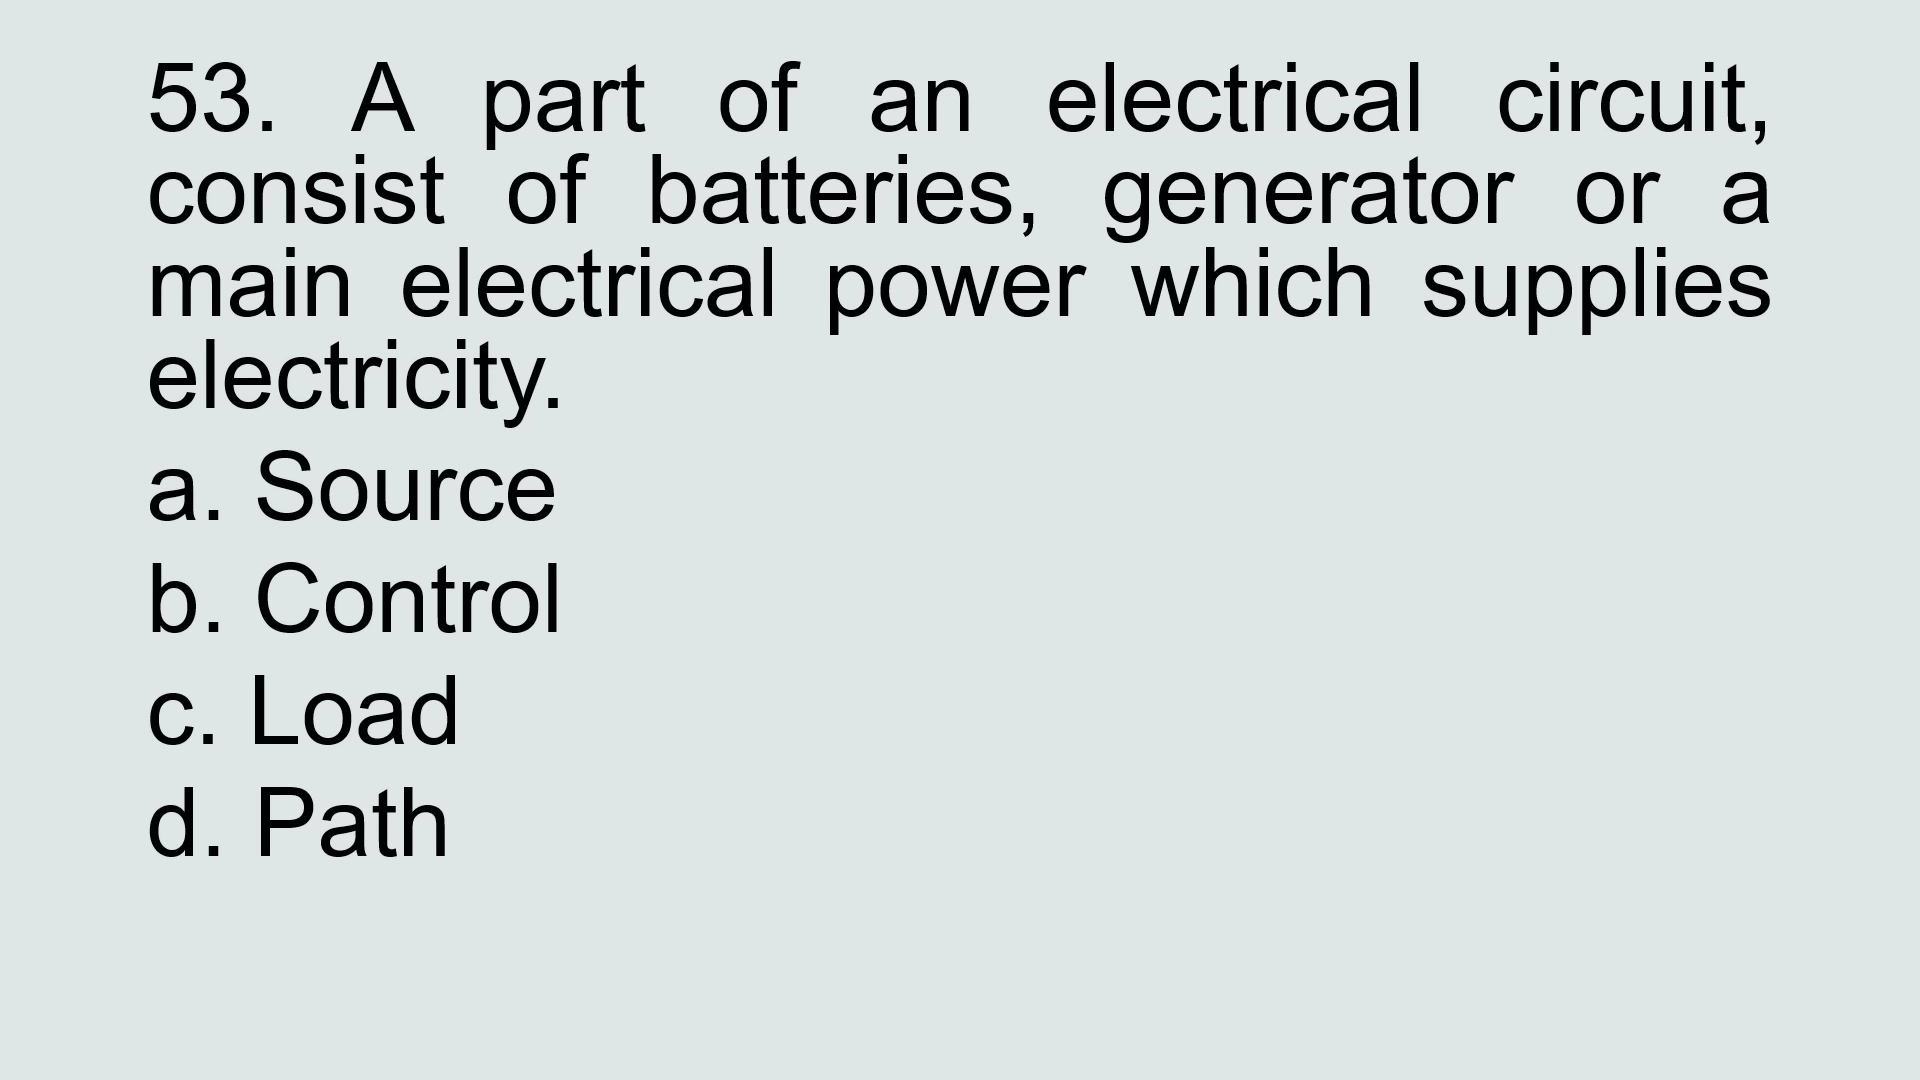 53. A part of an electrical circuit,
consist of batteries, generator or a
main electrical power which supplies
electricity.
a. Source
b. Control
c. Load
d. Path